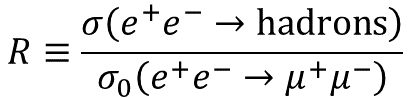 R ≡ σ(e⁺e⁻ → hadrons) / σ₀(e⁺e⁻ → μ⁺μ⁻)